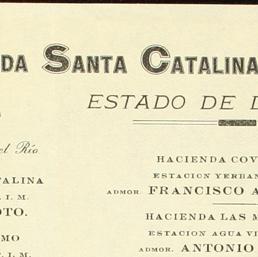 DA SANTA CATALINA
ESTADO DE D
el Río
HACIENDA COV
ESTACION YERBAN
ATALINA
ADMOR. FRANCISCO A
. I. M.
OTO.
HACIENDA LAS M
ESTACION AGUA VI
MO
ADMOR. ANTONIO
. I. M.